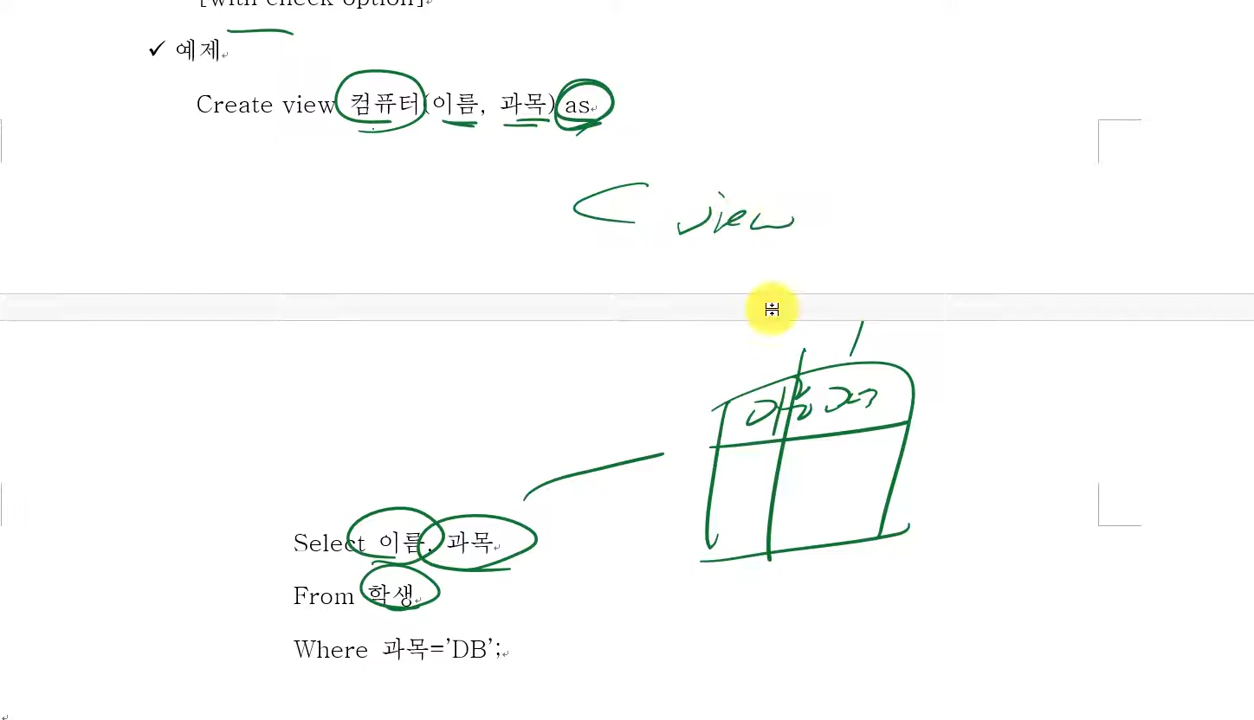 [with check option]
✓ 예제
Create view 컴퓨터(이름, 과목) as
view
Select 이름, 과목
From 학생
Where 과목='DB';